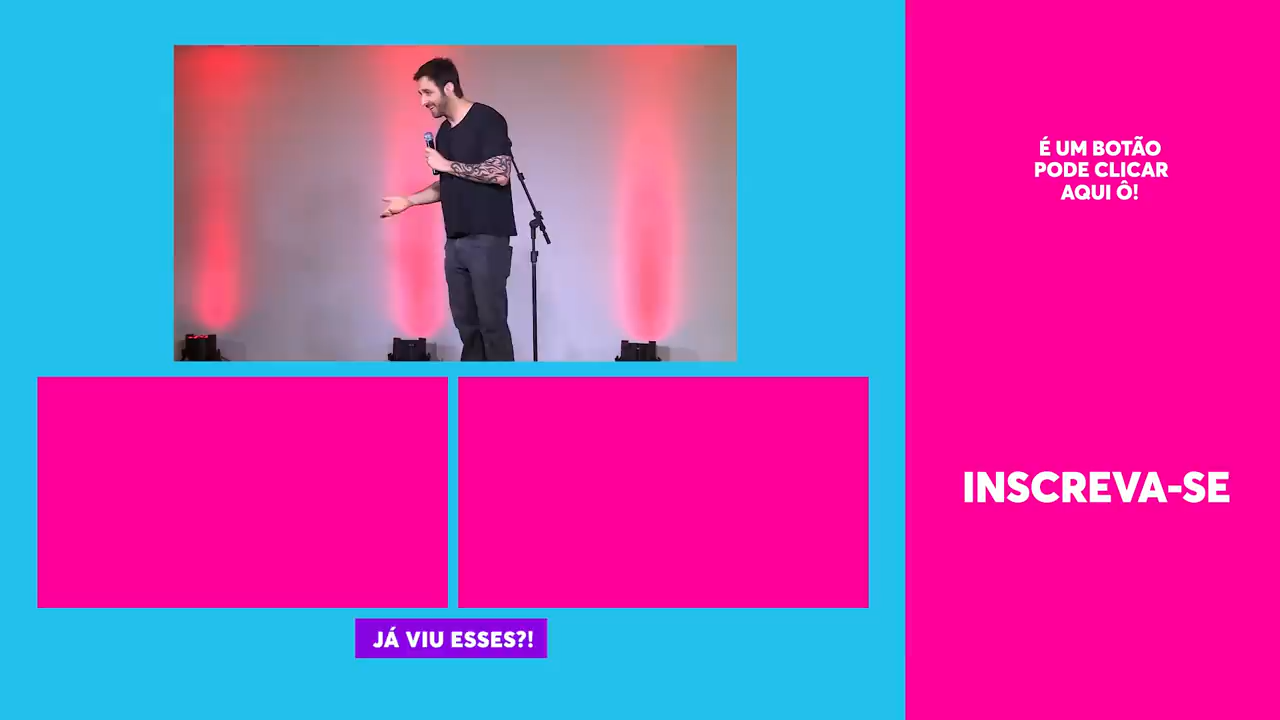 É UM BOTÃO
PODE CLICAR
AQUI Ô!
INSCREVA-SE
JÁ VIU ESSES?!